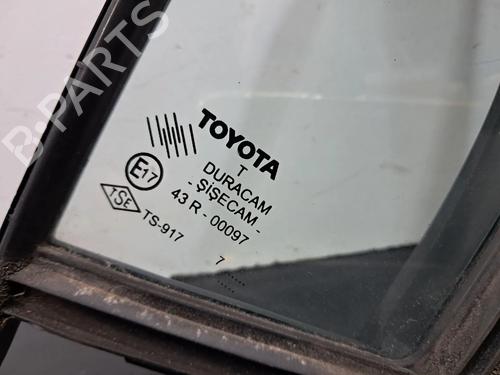 B-PARTS
TOYOTA
T
DURACAM
- ŞİŞECAM -
43 R - 00097
E17
TSE
TS-917
7